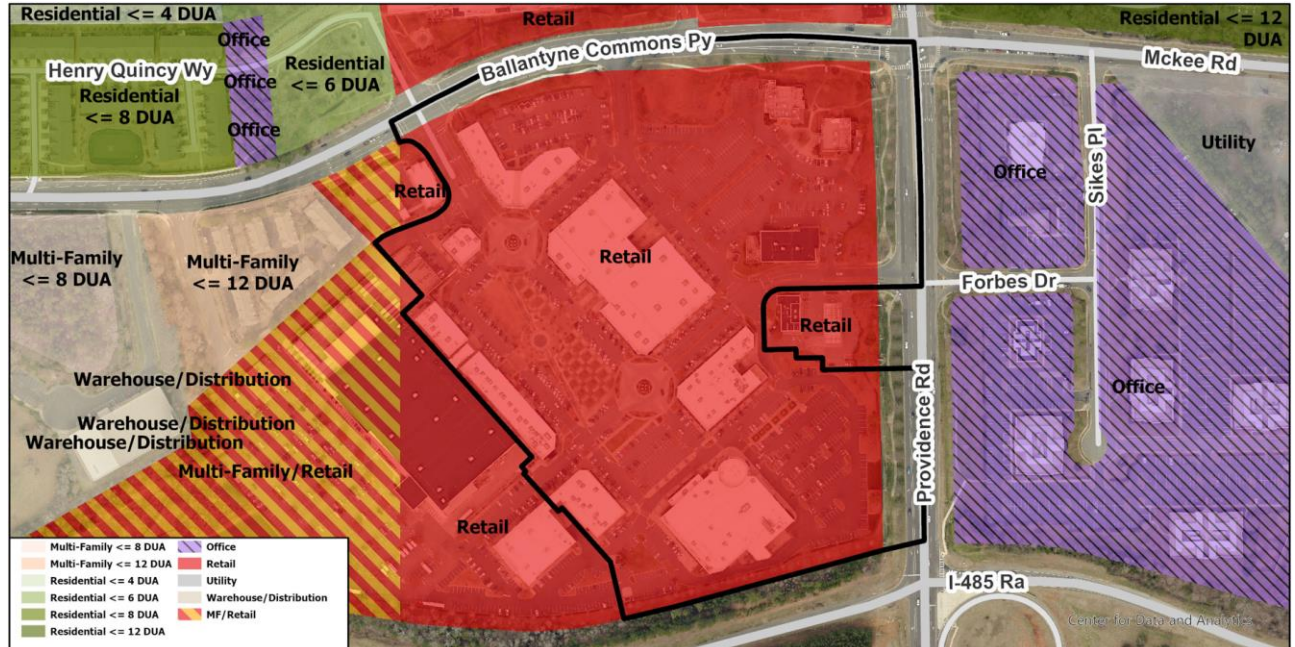 Residential <= 4 DUA
Office
Retail
Residential <= 12
DUA
Ballantyne Commons Py
Henry Quincy Wy
Office
Residential
<= 6 DUA
Mckee Rd
Residential
<= 8 DUA
Office
Sikes Pl
Utility
Office
Retail
Multi-Family
<= 8 DUA
Multi-Family
<= 12 DUA
Retail
Forbes Dr
Retail
Warehouse/Distribution
Office
Providence Rd
Warehouse/Distribution
Warehouse/Distribution
Multi-Family/Retail
Retail
I-485 Ra
Center for Data and Analytics
Multi-Family <= 8 DUA
Multi-Family <= 12 DUA
Residential <= 4 DUA
Residential <= 6 DUA
Residential <= 8 DUA
Residential <= 12 DUA
Office
Retail
Utility
Warehouse/Distribution
MF/Retail